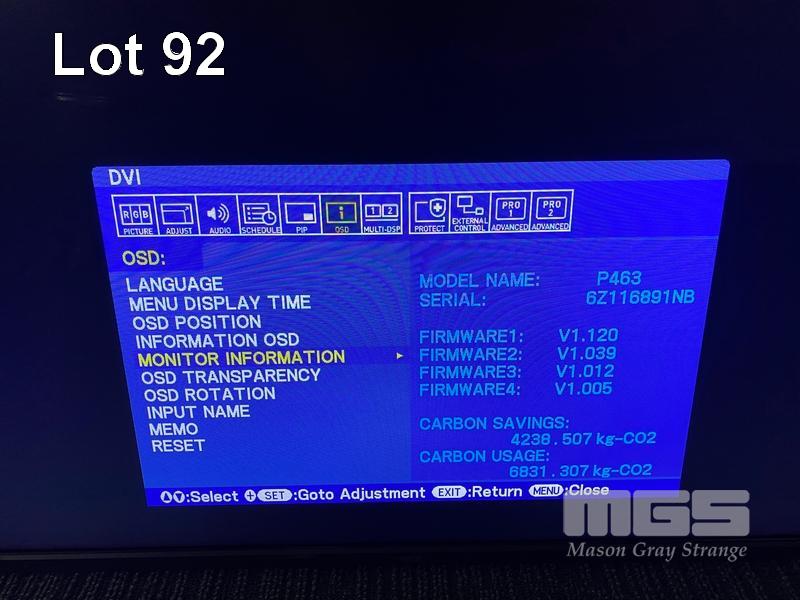 Lot 92
DVI
RGB
1
1 2
PRO 1
PRO 2
PICTURE ADJUST AUDIO SCHEDULE PIP OSD MULTI-DSP PROTECT EXTERNAL CONTROL ADVANCED ADVANCED
OSD:
LANGUAGE
MENU DISPLAY TIME
OSD POSITION
INFORMATION OSD
MONITOR INFORMATION
OSD TRANSPARENCY
OSD ROTATION
INPUT NAME
MEMO
RESET
MODEL NAME: P463
SERIAL: 6Z116891NB
FIRMWARE1: V1.120
FIRMWARE2: V1.039
FIRMWARE3: V1.012
FIRMWARE4: V1.005
CARBON SAVINGS:
4238.507 kg-CO2
CARBON USAGE:
6831.307 kg-CO2
:Select + SET :Goto Adjustment EXIT :Return MENU :Close
MGS
Mason Gray Strange